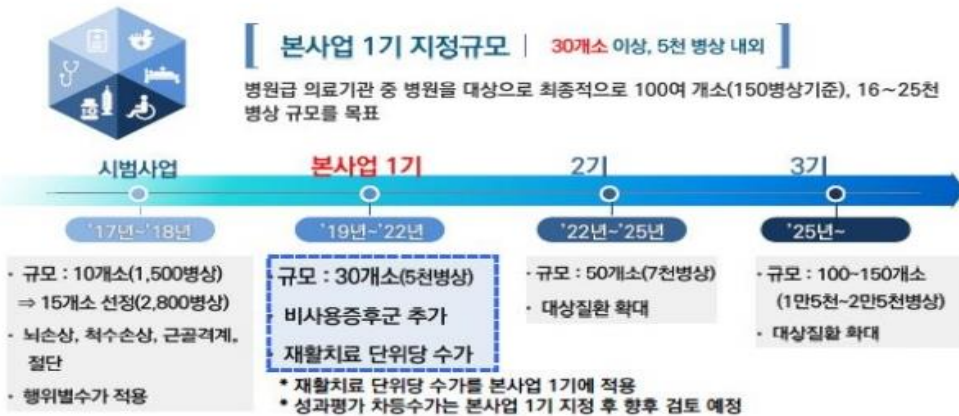 본사업 1기 지정규모 | 30개소 이상, 5천 병상 내외
병원급 의료기관 중 병원을 대상으로 최종적으로 100여 개소(150병상기준), 16～25천
병상 규모를 목표
시범사업
본사업 1기
2기
3기
'17년~'18년
'19년~'22년
'22년~'25년
'25년~
· 규모 : 10개소(1,500병상)
⇒ 15개소 선정(2,800병상)
· 뇌손상, 척수손상, 근골격계,
절단
· 행위별수가 적용
· 규모 : 30개소(5천병상)
· 비사용증후군 추가
· 재활치료 단위당 수가
* 재활치료 단위당 수가를 본사업 1기에 적용
* 성과평가 차등수가는 본사업 1기 지정 후 향후 검토 예정
· 규모 : 50개소(7천병상)
· 대상질환 확대
· 규모 : 100~150개소
(1만5천~2만5천병상)
· 대상질환 확대